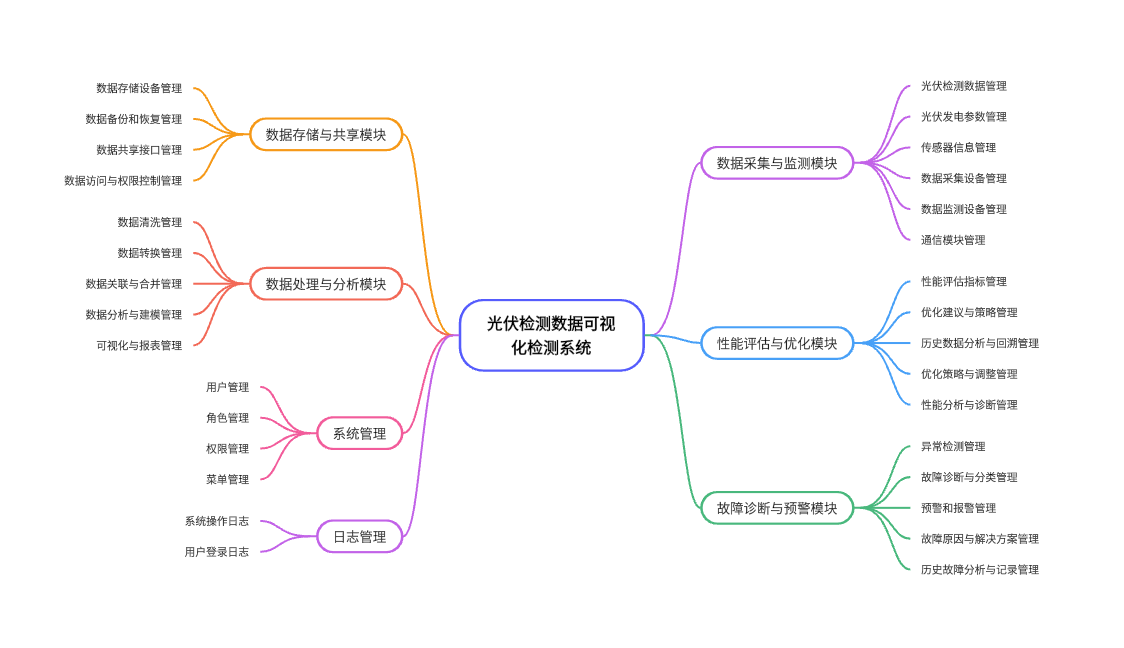 光伏检测数据可视
化检测系统
数据存储与共享模块
数据存储设备管理
数据备份和恢复管理
数据共享接口管理
数据访问与权限控制管理
数据处理与分析模块
数据清洗管理
数据转换管理
数据关联与合并管理
数据分析与建模管理
可视化与报表管理
系统管理
用户管理
角色管理
权限管理
菜单管理
日志管理
系统操作日志
用户登录日志
数据采集与监测模块
光伏检测数据管理
光伏发电参数管理
传感器信息管理
数据采集设备管理
数据监测设备管理
通信模块管理
性能评估与优化模块
性能评估指标管理
优化建议与策略管理
历史数据分析与回溯管理
优化策略与调整管理
性能分析与诊断管理
故障诊断与预警模块
异常检测管理
故障诊断与分类管理
预警和报警管理
故障原因与解决方案管理
历史故障分析与记录管理